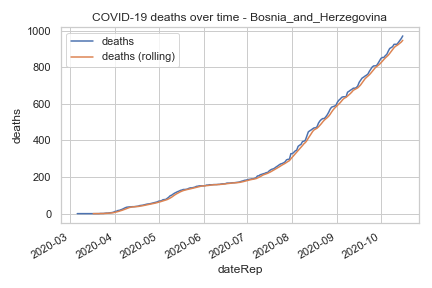 COVID-19 deaths over time - Bosnia_and_Herzegovina
deaths
deaths (rolling)
1000
800
600
400
200
0
deaths
2020-03
2020-04
2020-05
2020-06
2020-07
2020-08
2020-09
2020-10
dateRep